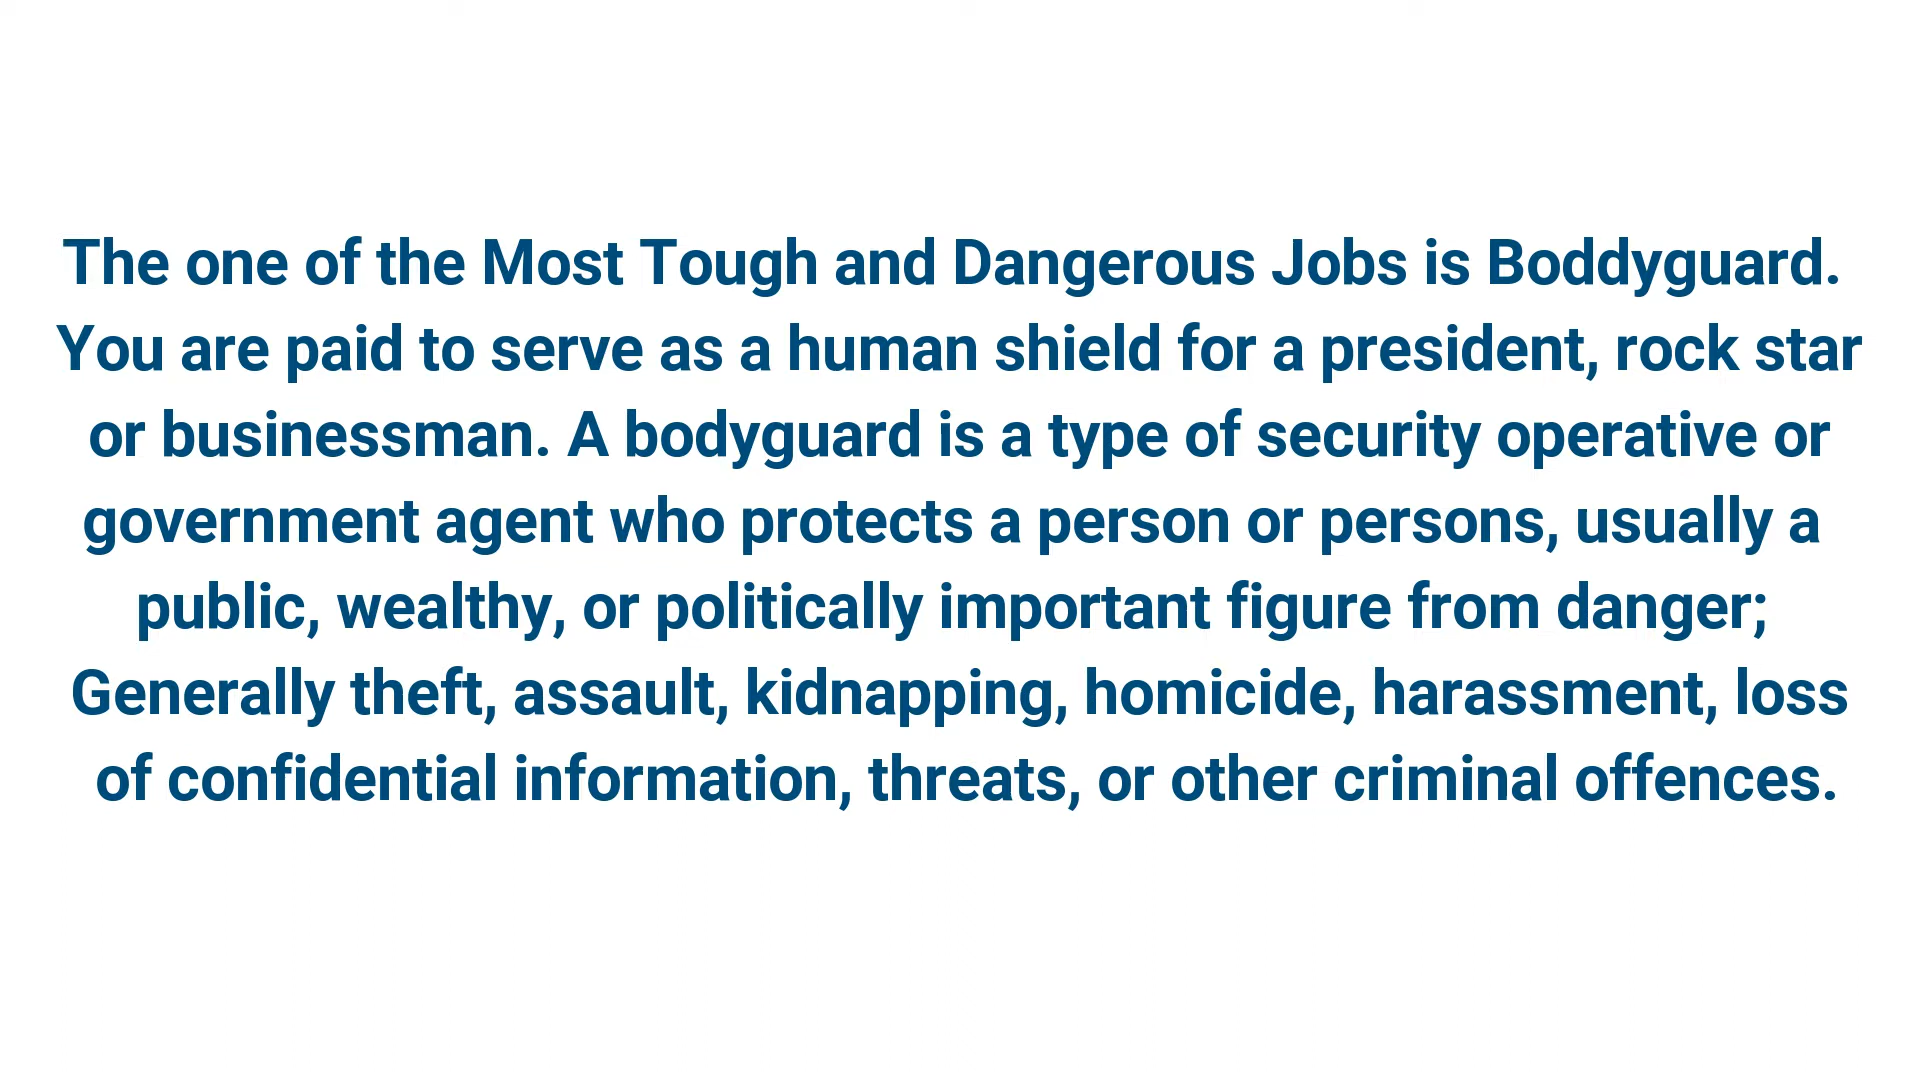 The one of the Most Tough and Dangerous Jobs is Boddyguard.
You are paid to serve as a human shield for a president, rock star
or businessman. A bodyguard is a type of security operative or
government agent who protects a person or persons, usually a
public, wealthy, or politically important figure from danger;
Generally theft, assault, kidnapping, homicide, harassment, loss
of confidential information, threats, or other criminal offences.